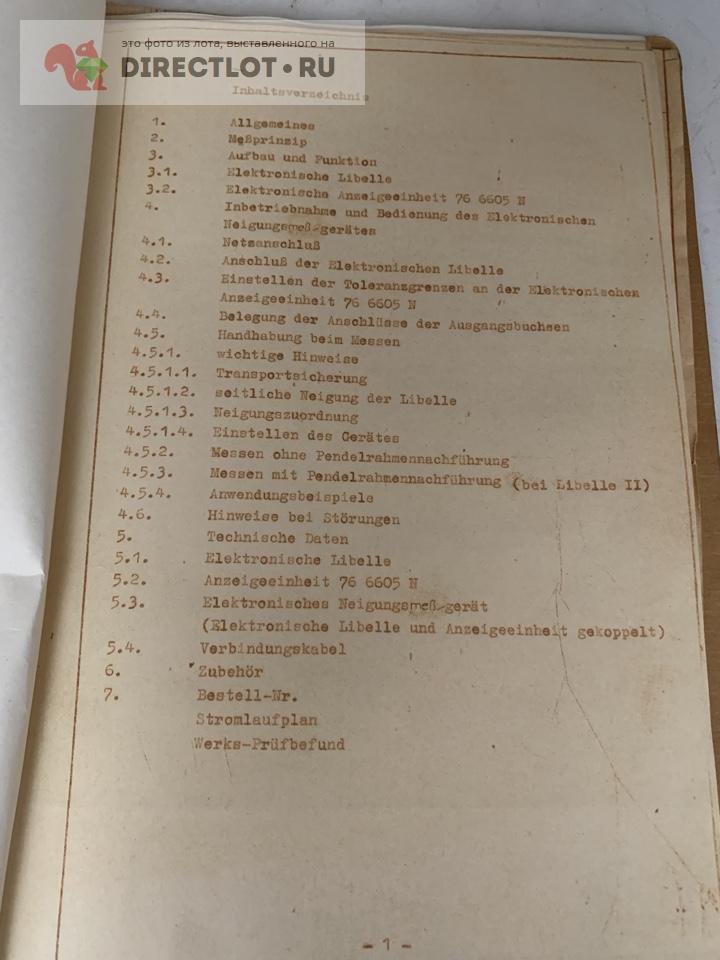 это фото из лота, выставленного на
DIRECTLOT.RU
Inhaltsverzeichnis
1. Allgemeines
2. Meßprinzip
3. Aufbau und Funktion
3.1. Elektronische Libelle
3.2. Elektronische Anzeigeeinheit 76 6605 N
4. Inbetriebnahme und Bedienung des Elektronischen
Neigungsmeß-gerätes
4.1. Netzanschluß
4.2. Anschluß der Elektronischen Libelle
4.3. Einstellen der Toleranzgrenzen an der Elektronischen
Anzeigeeinheit 76 6605 N
4.4. Belegung der Anschlüsse der Ausgangsbuchsen
4.5. Handhabung beim Messen
4.5.1. wichtige Hinweise
4.5.1.1. Transportsicherung
4.5.1.2. seitliche Neigung der Libelle
4.5.1.3. Neigungszuordnung
4.5.1.4. Einstellen des Gerätes
4.5.2. Messen ohne Pendelrahmennachführung
4.5.3. Messen mit Pendelrahmennachführung (bei Libelle II)
4.5.4. Anwendungsbeispiele
4.6. Hinweise bei Störungen
5. Technische Daten
5.1. Elektronische Libelle
5.2. Anzeigeeinheit 76 6605 N
5.3. Elektronisches Neigungsmeß-gerät
(Elektronische Libelle und Anzeigeeinheit gekoppelt)
5.4. Verbindungskabel
6. Zubehör
7. Bestell-Nr.
Stromlaufplan
Werks-Prüfbefund
- 1 -